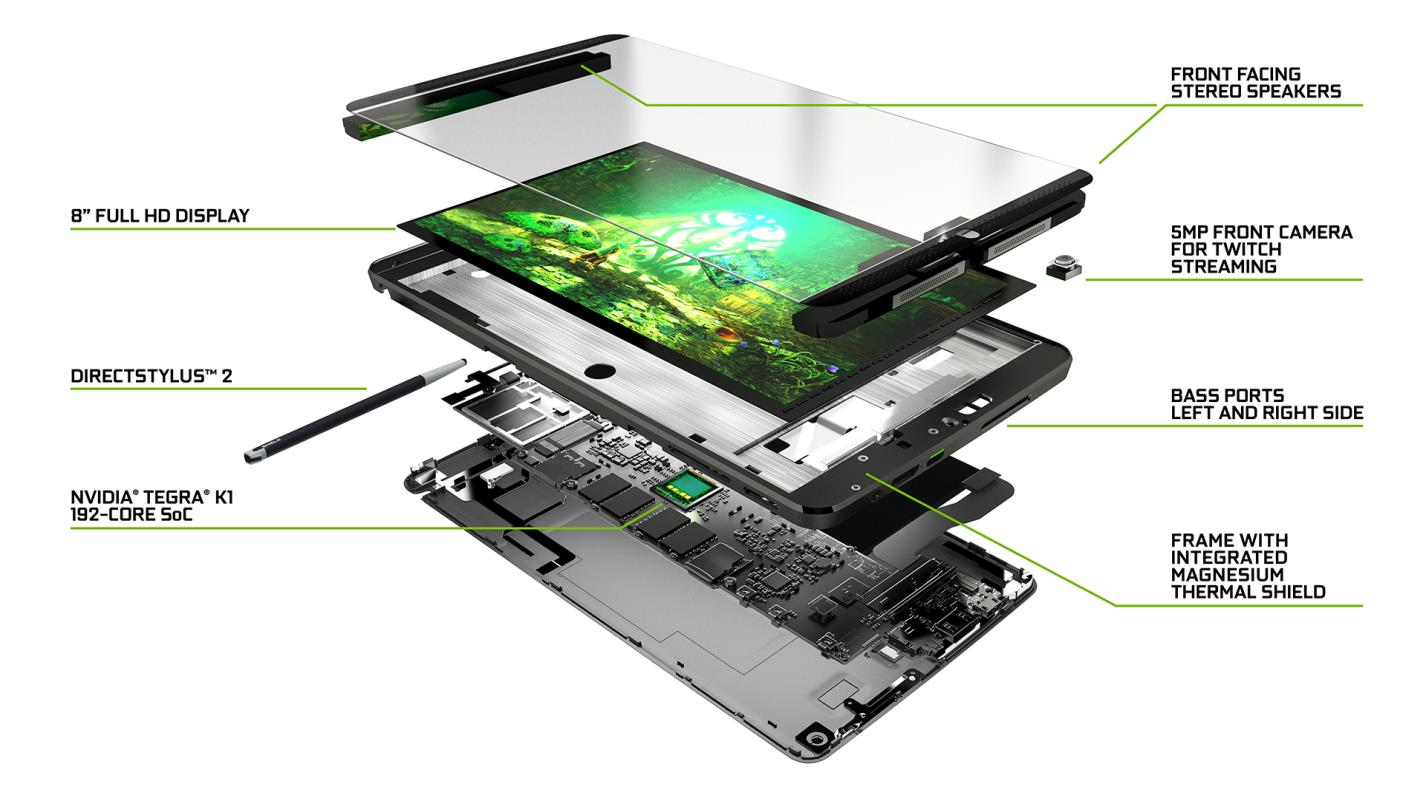 FRONT FACING
STEREO SPEAKERS
8” FULL HD DISPLAY
5MP FRONT CAMERA
FOR TWITCH
STREAMING
DIRECTSTYLUS™ 2
BASS PORTS
LEFT AND RIGHT SIDE
NVIDIA® TEGRA® K1
192-CORE SoC
FRAME WITH
INTEGRATED
MAGNESIUM
THERMAL SHIELD